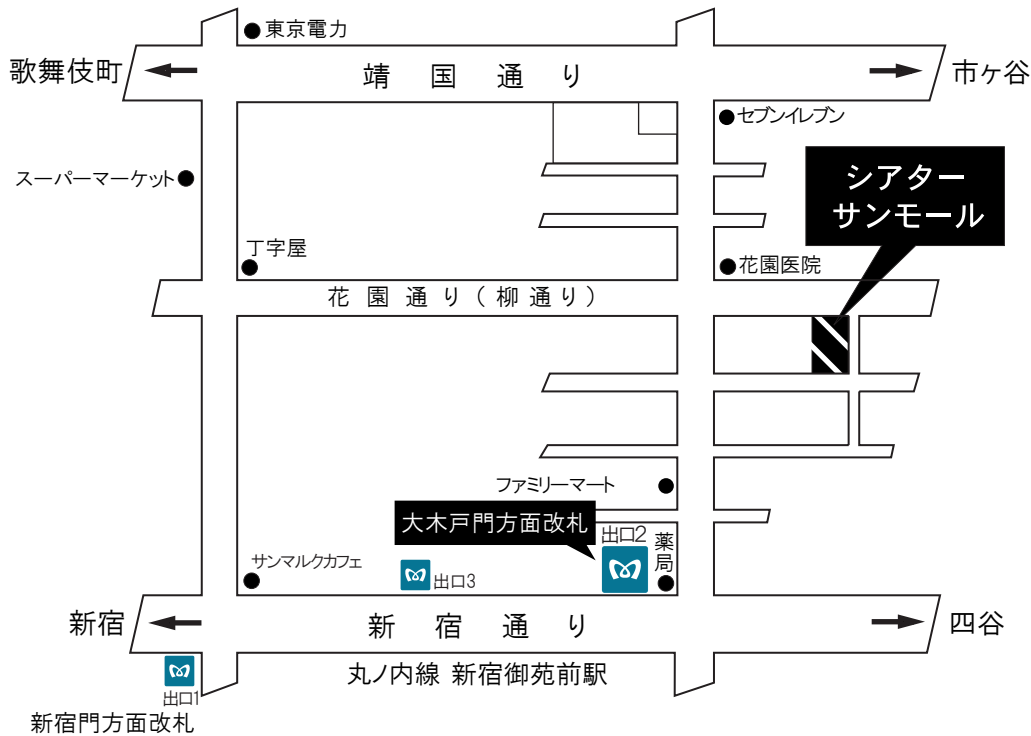 東京電力
歌舞伎町
靖国通り
市ヶ谷
セブンイレブン
スーパーマーケット
シアター
サンモール
丁字屋
花園医院
花園通り(柳通り)
ファミリーマート
大木戸門方面改札
出口2
薬局
サンマルクカフェ
出口3
新宿
新宿通り
四谷
丸ノ内線 新宿御苑前駅
出口1
新宿門方面改札